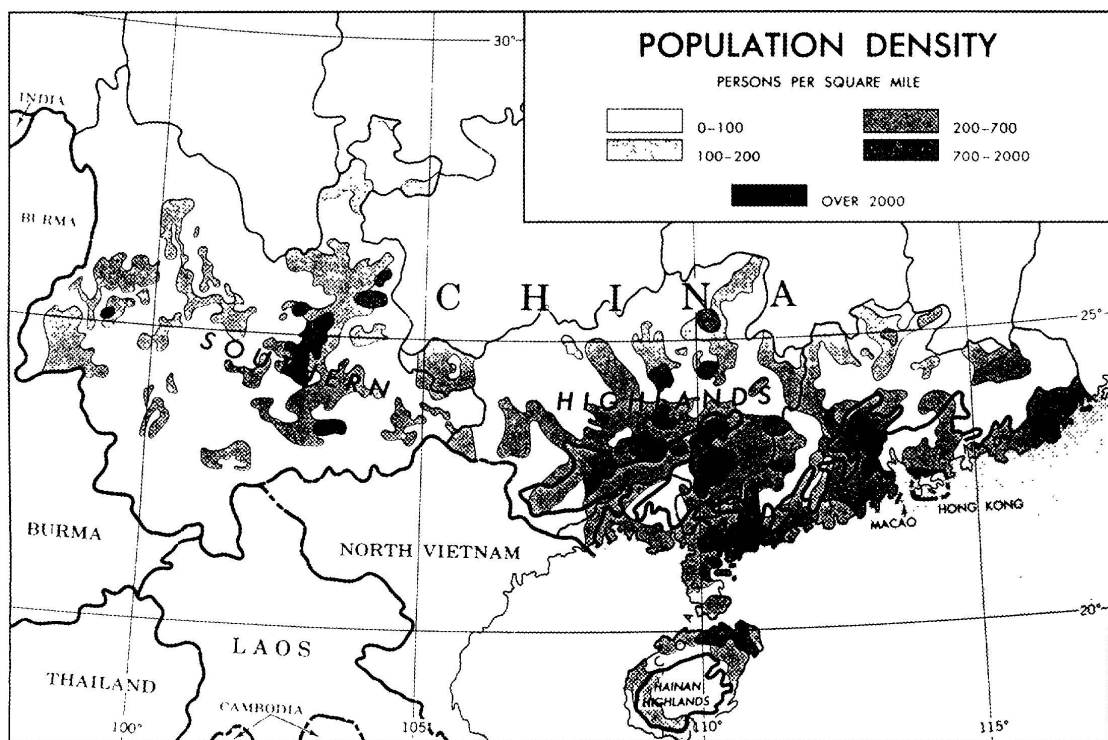 POPULATION DENSITY
PERSONS PER SQUARE MILE
0–100
200–700
100–200
700–2000
OVER 2000
30°
INDIA
BURMA
CHINA
25°
SOUTHERN
HIGHLANDS
HONG KONG
MACAO
BURMA
NORTH VIETNAM
20°
LAOS
THAILAND
HAINAN
HIGHLANDS
CAMBODIA
100°
105°
110°
115°